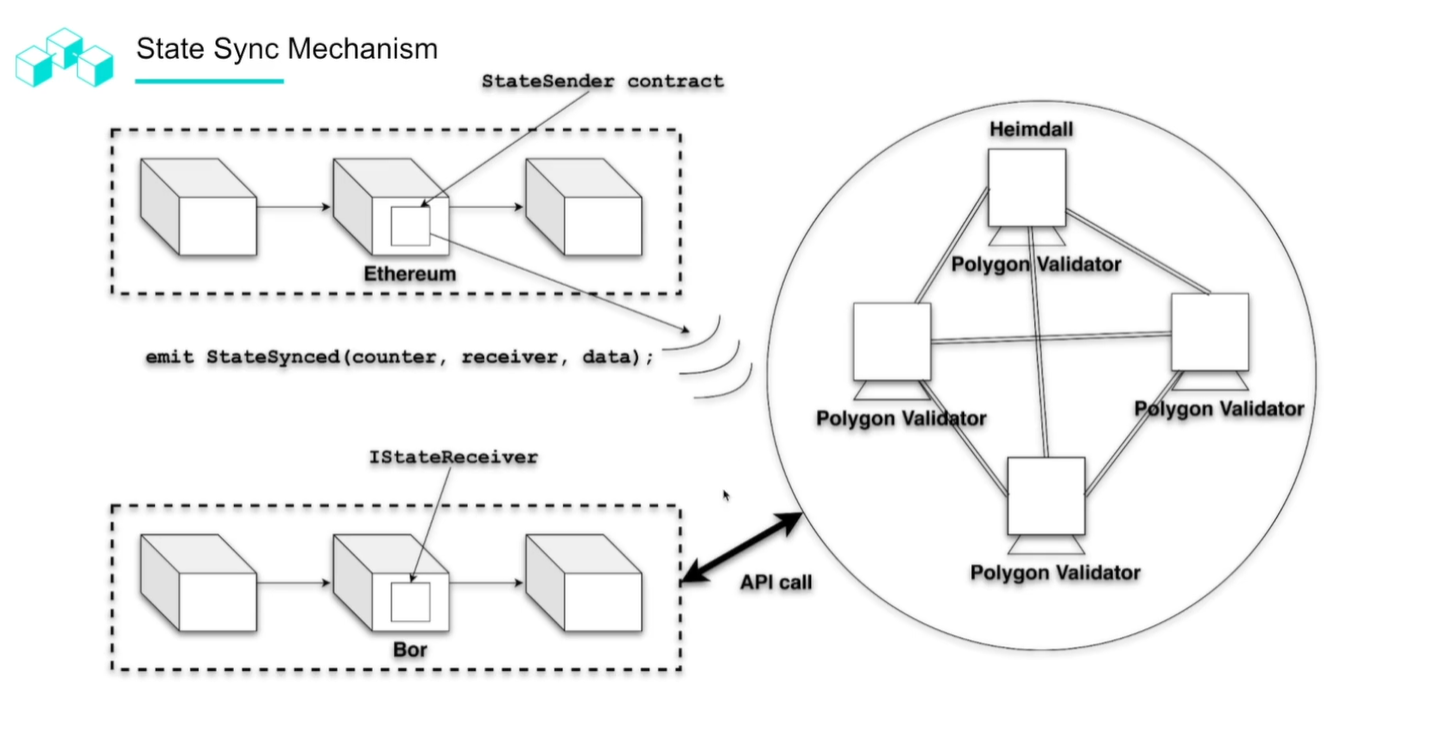 State Sync Mechanism
StateSender contract
Ethereum
emit StateSynced(counter, receiver, data);
IStateReceiver
Bor
API call
Heimdall
Polygon Validator
Polygon Validator
Polygon Validator
Polygon Validator